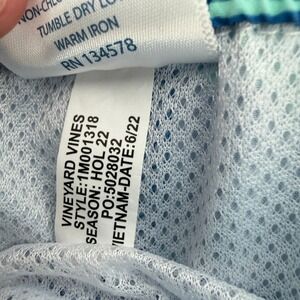 NON-CHL
TUMBLE DRY LO
WARM IRON
RN 134578
VINEYARD VINES
STYLE:1M001318
SEASON: HOL 22
PO:5028032
VIETNAM-DATE:6/22